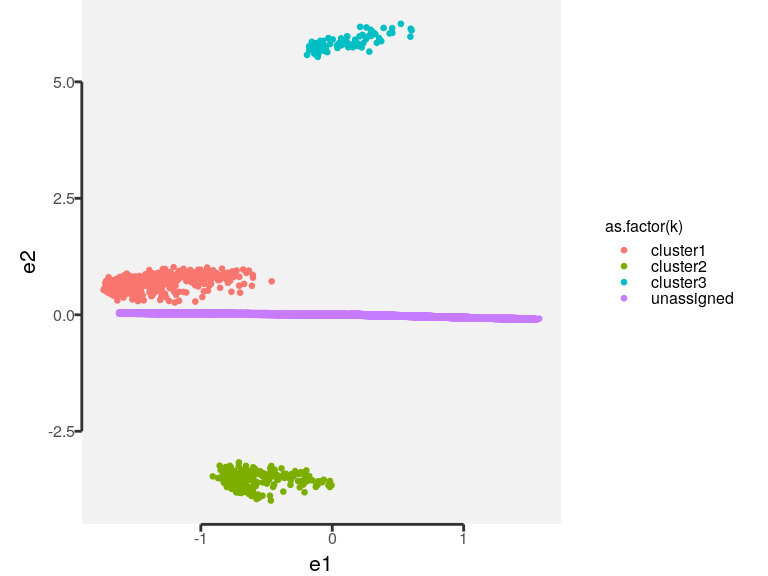 5.0
2.5
0.0
-2.5
e2
-1
0
1
e1
as.factor(k)
cluster1
cluster2
cluster3
unassigned